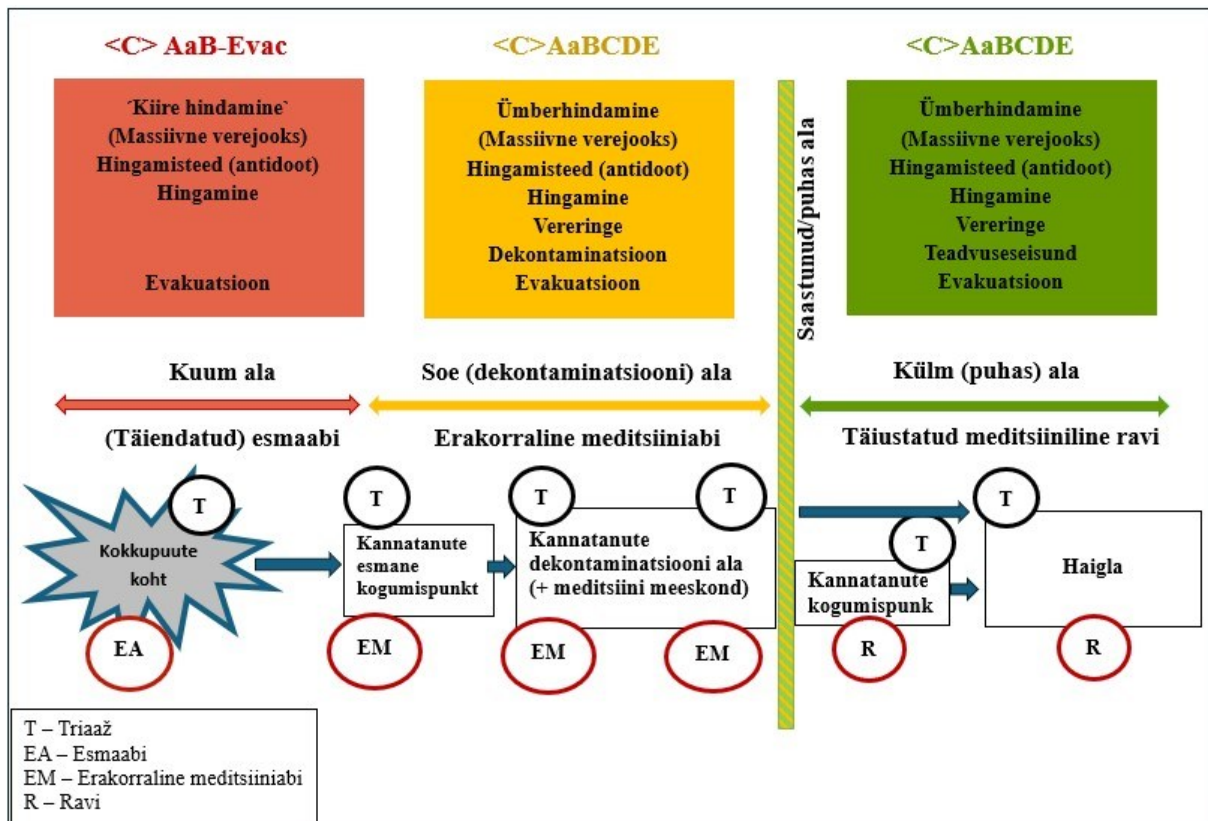 <C> AaB-Evac
´Kiire hindamine`
(Massiivne verejooks)
Hingamisteed (antidoot)
Hingamine
Evakuatsioon
<C>AaBCDE
Ümberhindamine
(Massiivne verejooks)
Hingamisteed (antidoot)
Hingamine
Vereringe
Dekontaminatsioon
Evakuatsioon
Saastunud/puhas ala
<C>AaBCDE
Ümberhindamine
(Massiivne verejooks)
Hingamisteed (antidoot)
Hingamine
Vereringe
Teadvuseseisund
Evakuatsioon
Kuum ala
Soe (dekontaminatsiooni) ala
Külm (puhas) ala
(Täiendatud) esmaabi
Erakorraline meditsiiniabi
Täiustatud meditsiiniline ravi
T
Kokkupuute
koht
EA
T
Kannatanute
esmane
kogumispunkt
EM
T
T
Kannatanute
dekontaminatsiooni ala
(+ meditsiini meeskond)
EM
EM
T
Kannatanute
kogumispunk
R
T
Haigla
R
T – Triaaž
EA – Esmaabi
EM – Erakorraline meditsiiniabi
R – Ravi